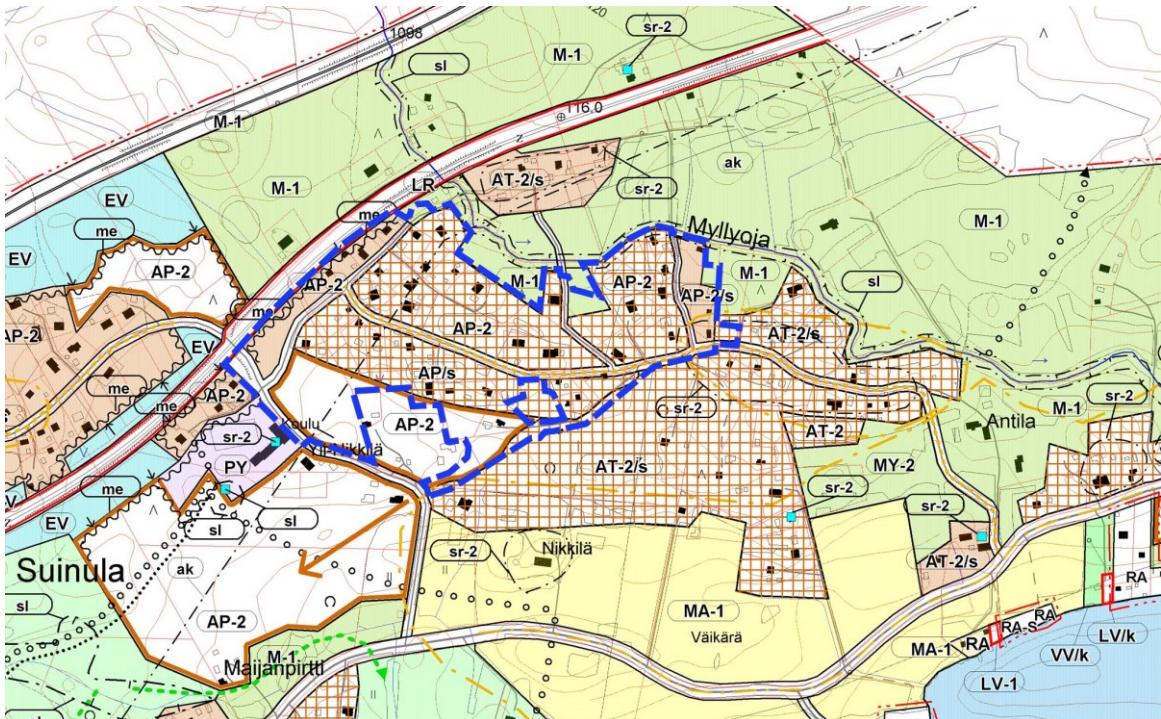 1098
120
sr-2
M-1
sl
M-1
M-1
116.0
ak
LR
AT-2/s
sr-2
EV
M-1
me
me
M-1
EV
AP-2
Myllyoja
M-1
AP-2
M-1
AP-2
AP-2/s
sl
me
AP-2
AP-2
EV
AT-2/s
me
me
AP-2
AP/s
sr-2
sr-2
AP-2
Koulu
sr-2
Yli-Nikkilä
PY
AT-2
Antila
M-1
AT-2/s
MY-2
me
sr-2
sr-2
EV
sl
sl
Nikkilä
sr-2
Suinula
ak
AT-2/s
RA
sl
AP-2
MA-1
RA
RA-s
Väikärä
MA-1
RA
LV/k
M-1
VV/k
Maijanpirtti
LV-1